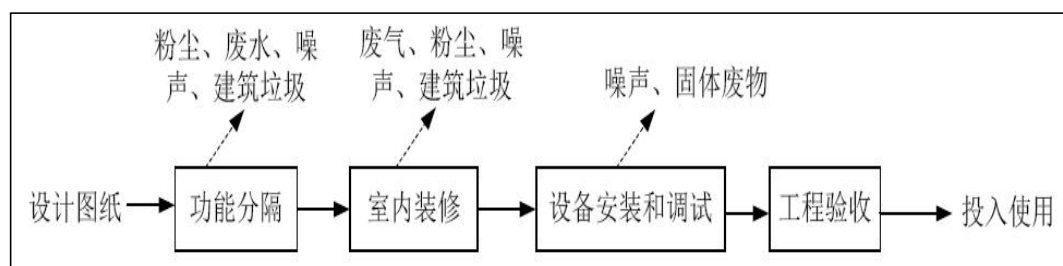 粉尘、废水、噪
声、建筑垃圾
废气、粉尘、噪
声、建筑垃圾
噪声、固体废物
设计图纸
功能分隔
室内装修
设备安装和调试
工程验收
投入使用